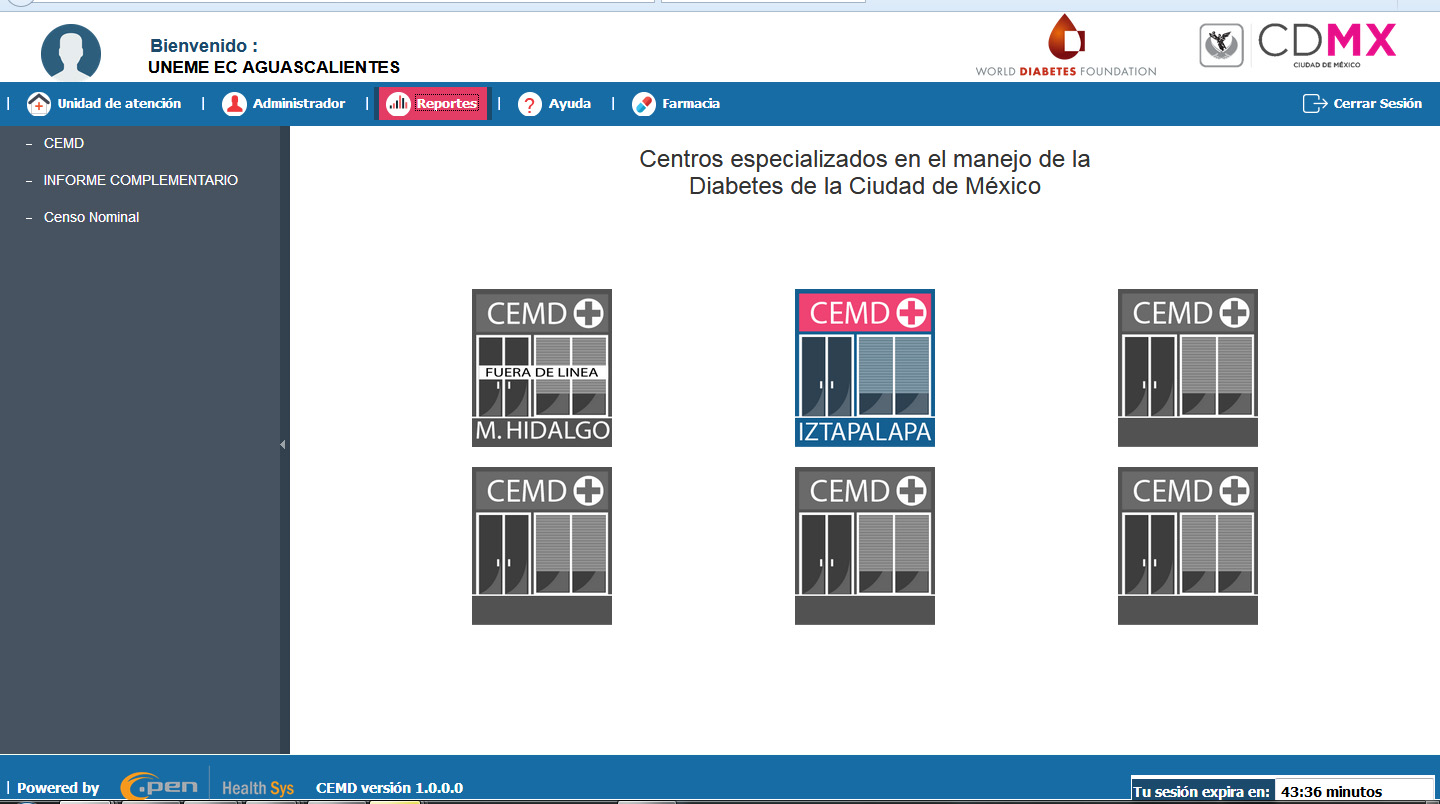 Bienvenido :
UNEME EC AGUASCALIENTES
WORLD DIABETES FOUNDATION
CDMX
CIUDAD DE MÉXICO
| Unidad de atención | Administrador | Reportes | ? Ayuda | Farmacia Cerrar Sesión
– CEMD
– INFORME COMPLEMENTARIO
– Censo Nominal
Centros especializados en el manejo de la
Diabetes de la Ciudad de México
CEMD
FUERA DE LINEA
M. HIDALGO
CEMD
IZTAPALAPA
CEMD
CEMD
CEMD
CEMD
| Powered by Open Health Sys CEMD versión 1.0.0.0
Tu sesión expira en: 43:36 minutos